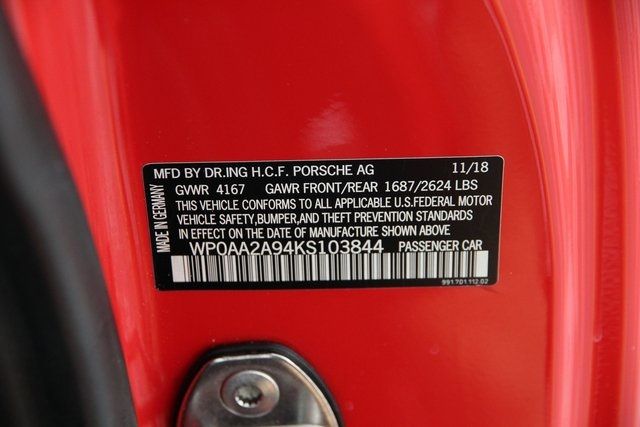 MFD BY DR.ING H.C.F. PORSCHE AG 11/18
GVWR 4167 GAWR FRONT/REAR 1687/2624 LBS
THIS VEHICLE CONFORMS TO ALL APPLICABLE U.S.FEDERAL MOTOR
VEHICLE SAFETY,BUMPER,AND THEFT PREVENTION STANDARDS
IN EFFECT ON THE DATE OF MANUFACTURE SHOWN ABOVE
WP0AA2A94KS103844 PASSENGER CAR
991.701.112.02
MADE IN GERMANY